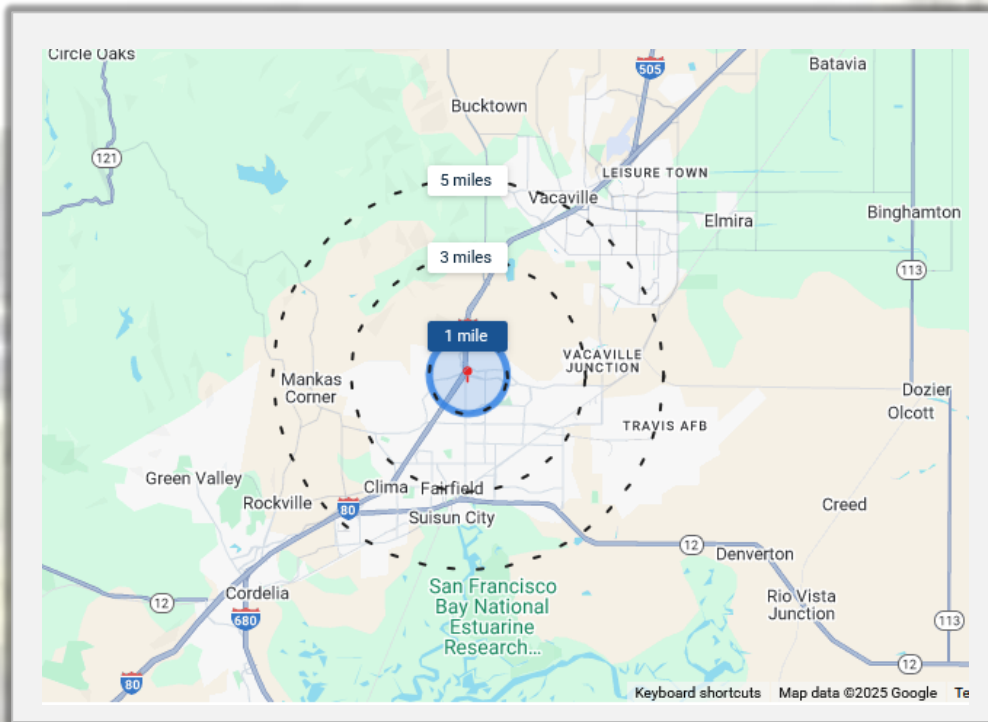 Circle Oaks
505
Batavia
Bucktown
121
LEISURE TOWN
5 miles
Vacaville
Elmira
Binghamton
3 miles
113
1 mile
VACAVILLE
JUNCTION
Mankas
Corner
Dozier
Olcott
TRAVIS AFB
Green Valley
Clima
Fairfield
Rockville
80
Suisun City
Creed
12
Denverton
San Francisco
Bay National
Estuarine
Research...
Cordelia
12
Rio Vista
Junction
680
113
12
80
Keyboard shortcuts
Map data ©2025 Google
Te